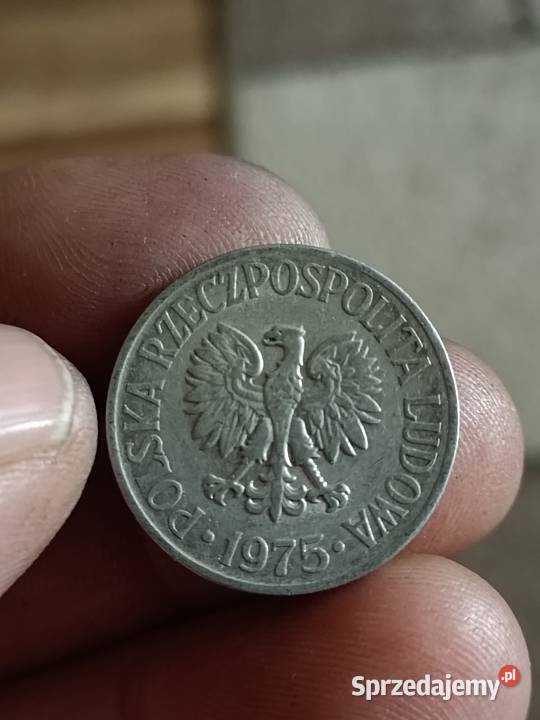 POLSKA RZECZPOSPOLITA LUDOWA
· 1975 ·
Sprzedajemy.pl